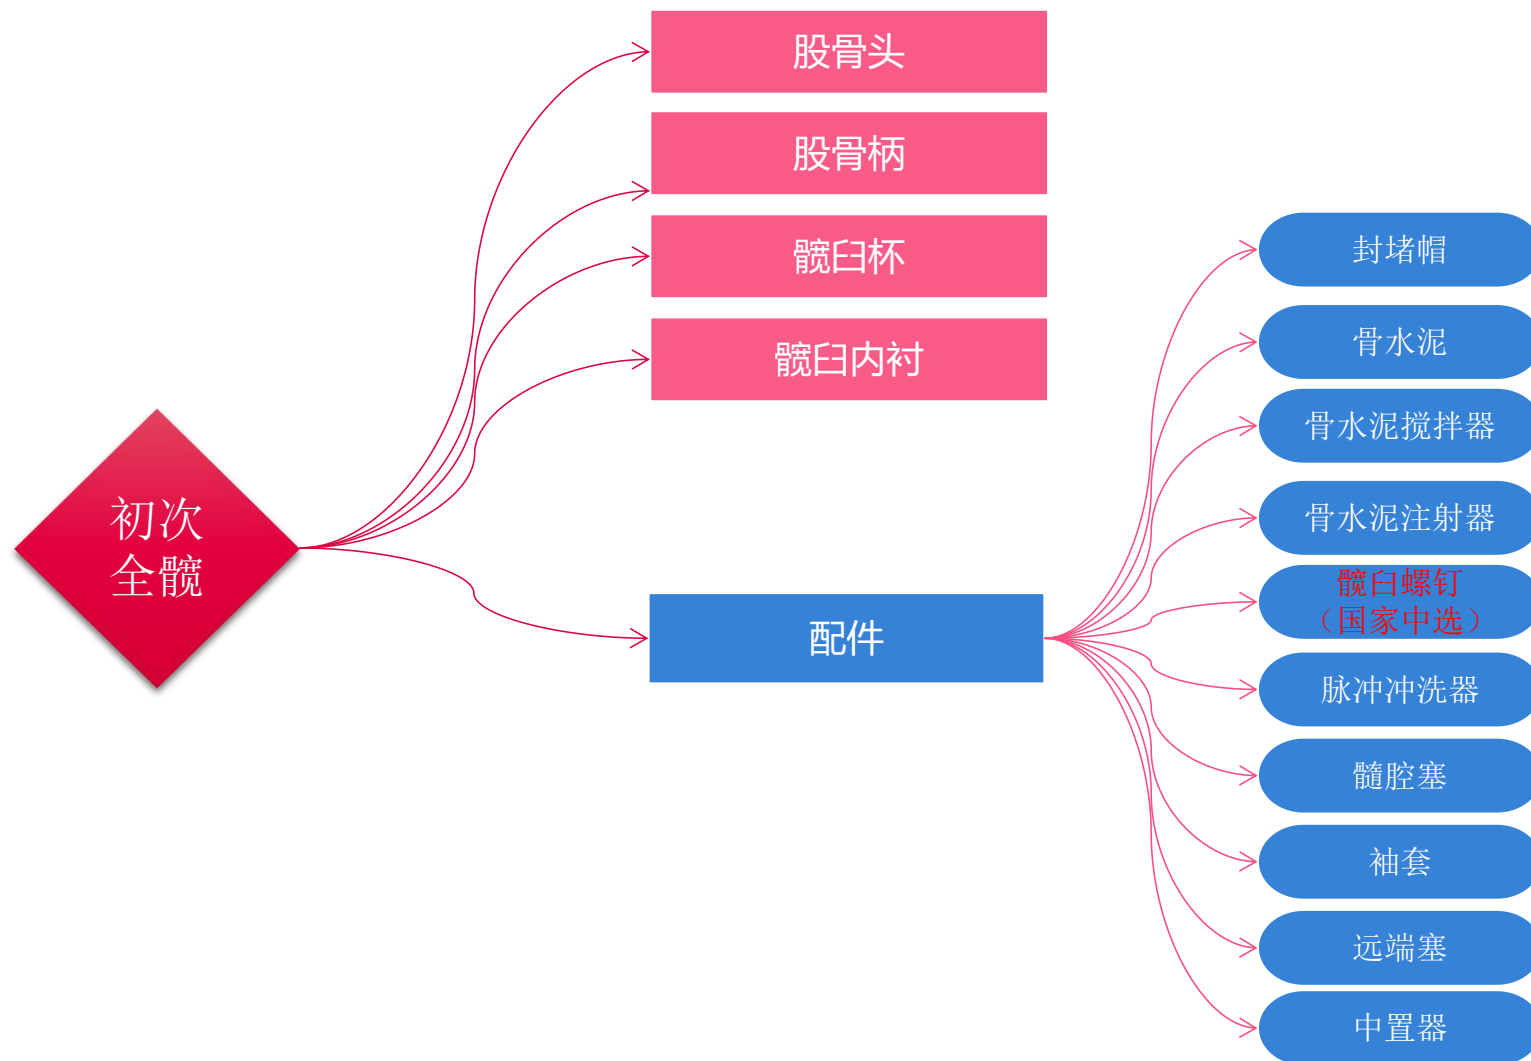 股骨头
股骨柄
髋臼杯
髋臼内衬
初次
全髋
配件
封堵帽
骨水泥
骨水泥搅拌器
骨水泥注射器
髋臼螺钉
（国家中选）
脉冲冲洗器
髓腔塞
袖套
远端塞
中置器